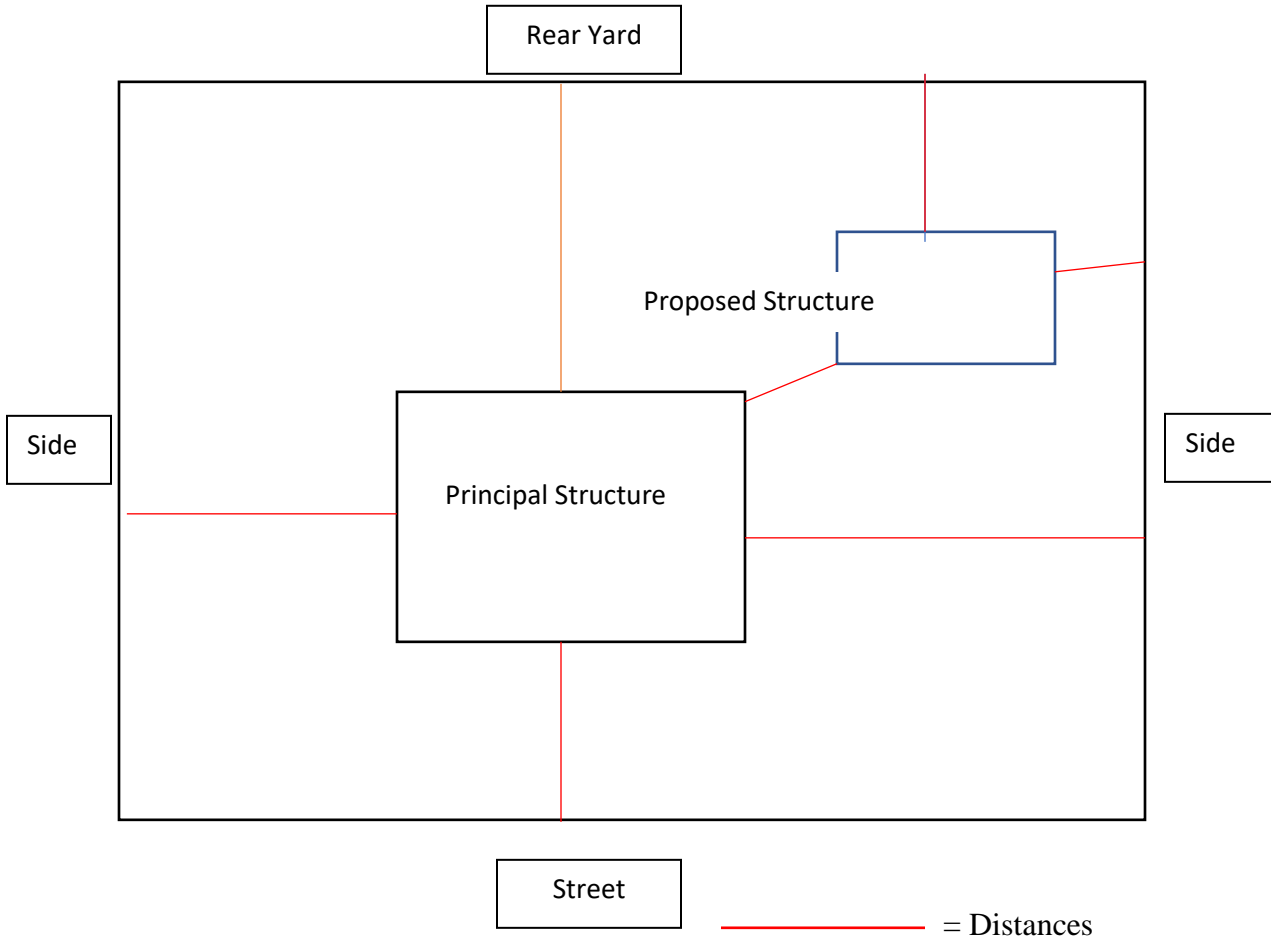 Rear Yard
Proposed Structure
Side
Side
Principal Structure
Street
= Distances